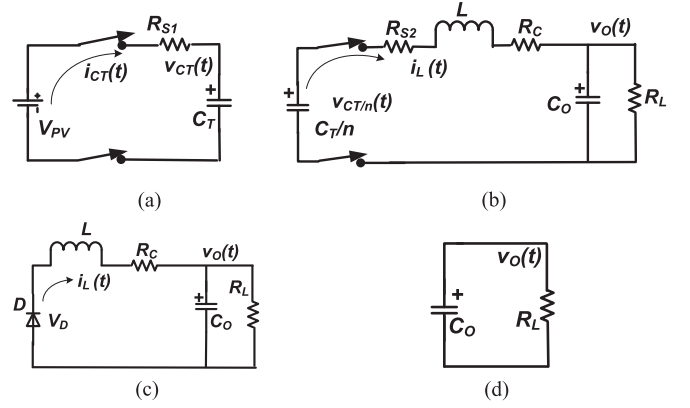 R_S1
i_CT(t)
v_CT(t)
+
V_PV
+
C_T
(a)
L
R_S2
R_C
v_O(t)
i_L(t)
+
v_CT/n(t)
C_T/n
+
C_O
R_L
(b)
L
R_C
v_O(t)
i_L(t)
D
V_D
+
C_O
R_L
(c)
v_O(t)
+
C_O
R_L
(d)